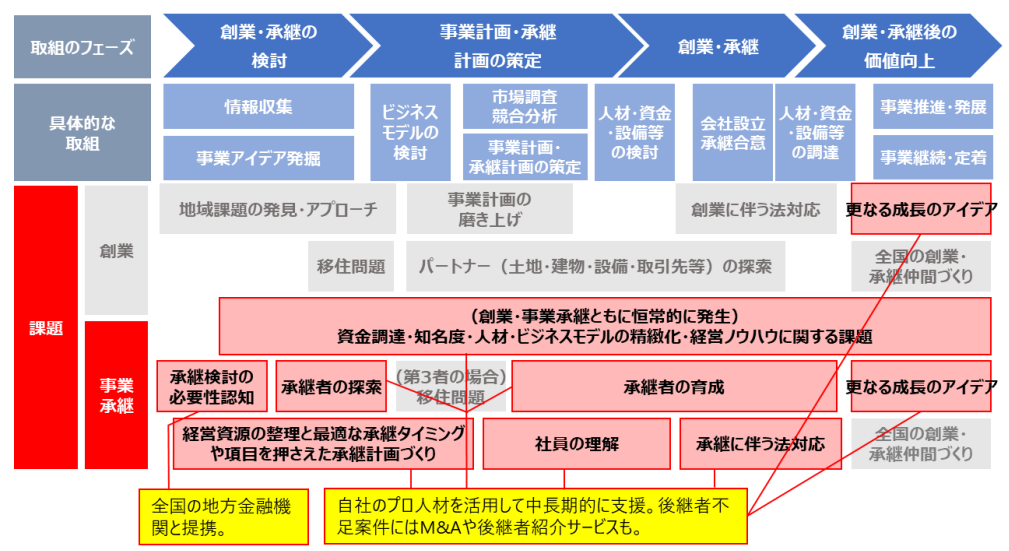 取組のフェーズ
創業・承継の
検討
事業計画・承継
計画の策定
創業・承継
創業・承継後の
価値向上
具体的な
取組
情報収集
事業アイデア発掘
ビジネス
モデルの
検討
市場調査
競合分析
事業計画・
承継計画の策定
人材・資金
・設備等
の検討
会社設立
承継合意
人材・資金
・設備等
の調達
事業推進・発展
事業継続・定着
課題
創業
地域課題の発見・アプローチ
事業計画の
磨き上げ
創業に伴う法対応
更なる成長のアイデア
移住問題
パートナー（土地・建物・設備・取引先等）の探索
全国の創業・
承継仲間づくり
（創業・事業承継ともに恒常的に発生）
資金調達・知名度・人材・ビジネスモデルの精緻化・経営ノウハウに関する課題
事業
承継
承継検討の
必要性認知
承継者の探索
（第3者の場合）
移住問題
承継者の育成
更なる成長のアイデア
経営資源の整理と最適な承継タイミング
や項目を押さえた承継計画づくり
社員の理解
承継に伴う法対応
全国の創業・
承継仲間づくり
全国の地方金融機
関と提携。
自社のプロ人材を活用して中長期的に支援。後継者不
足案件にはM&Aや後継者紹介サービスも。